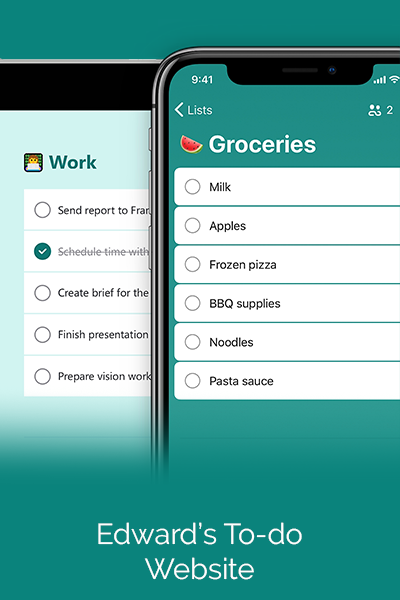 9:41
Lists
2
Groceries
Milk
Apples
Frozen pizza
BBQ supplies
Noodles
Pasta sauce
Work
Send report to Fran
Schedule time with
Create brief for the
Finish presentation
Prepare vision work
Edward's To-do
Website